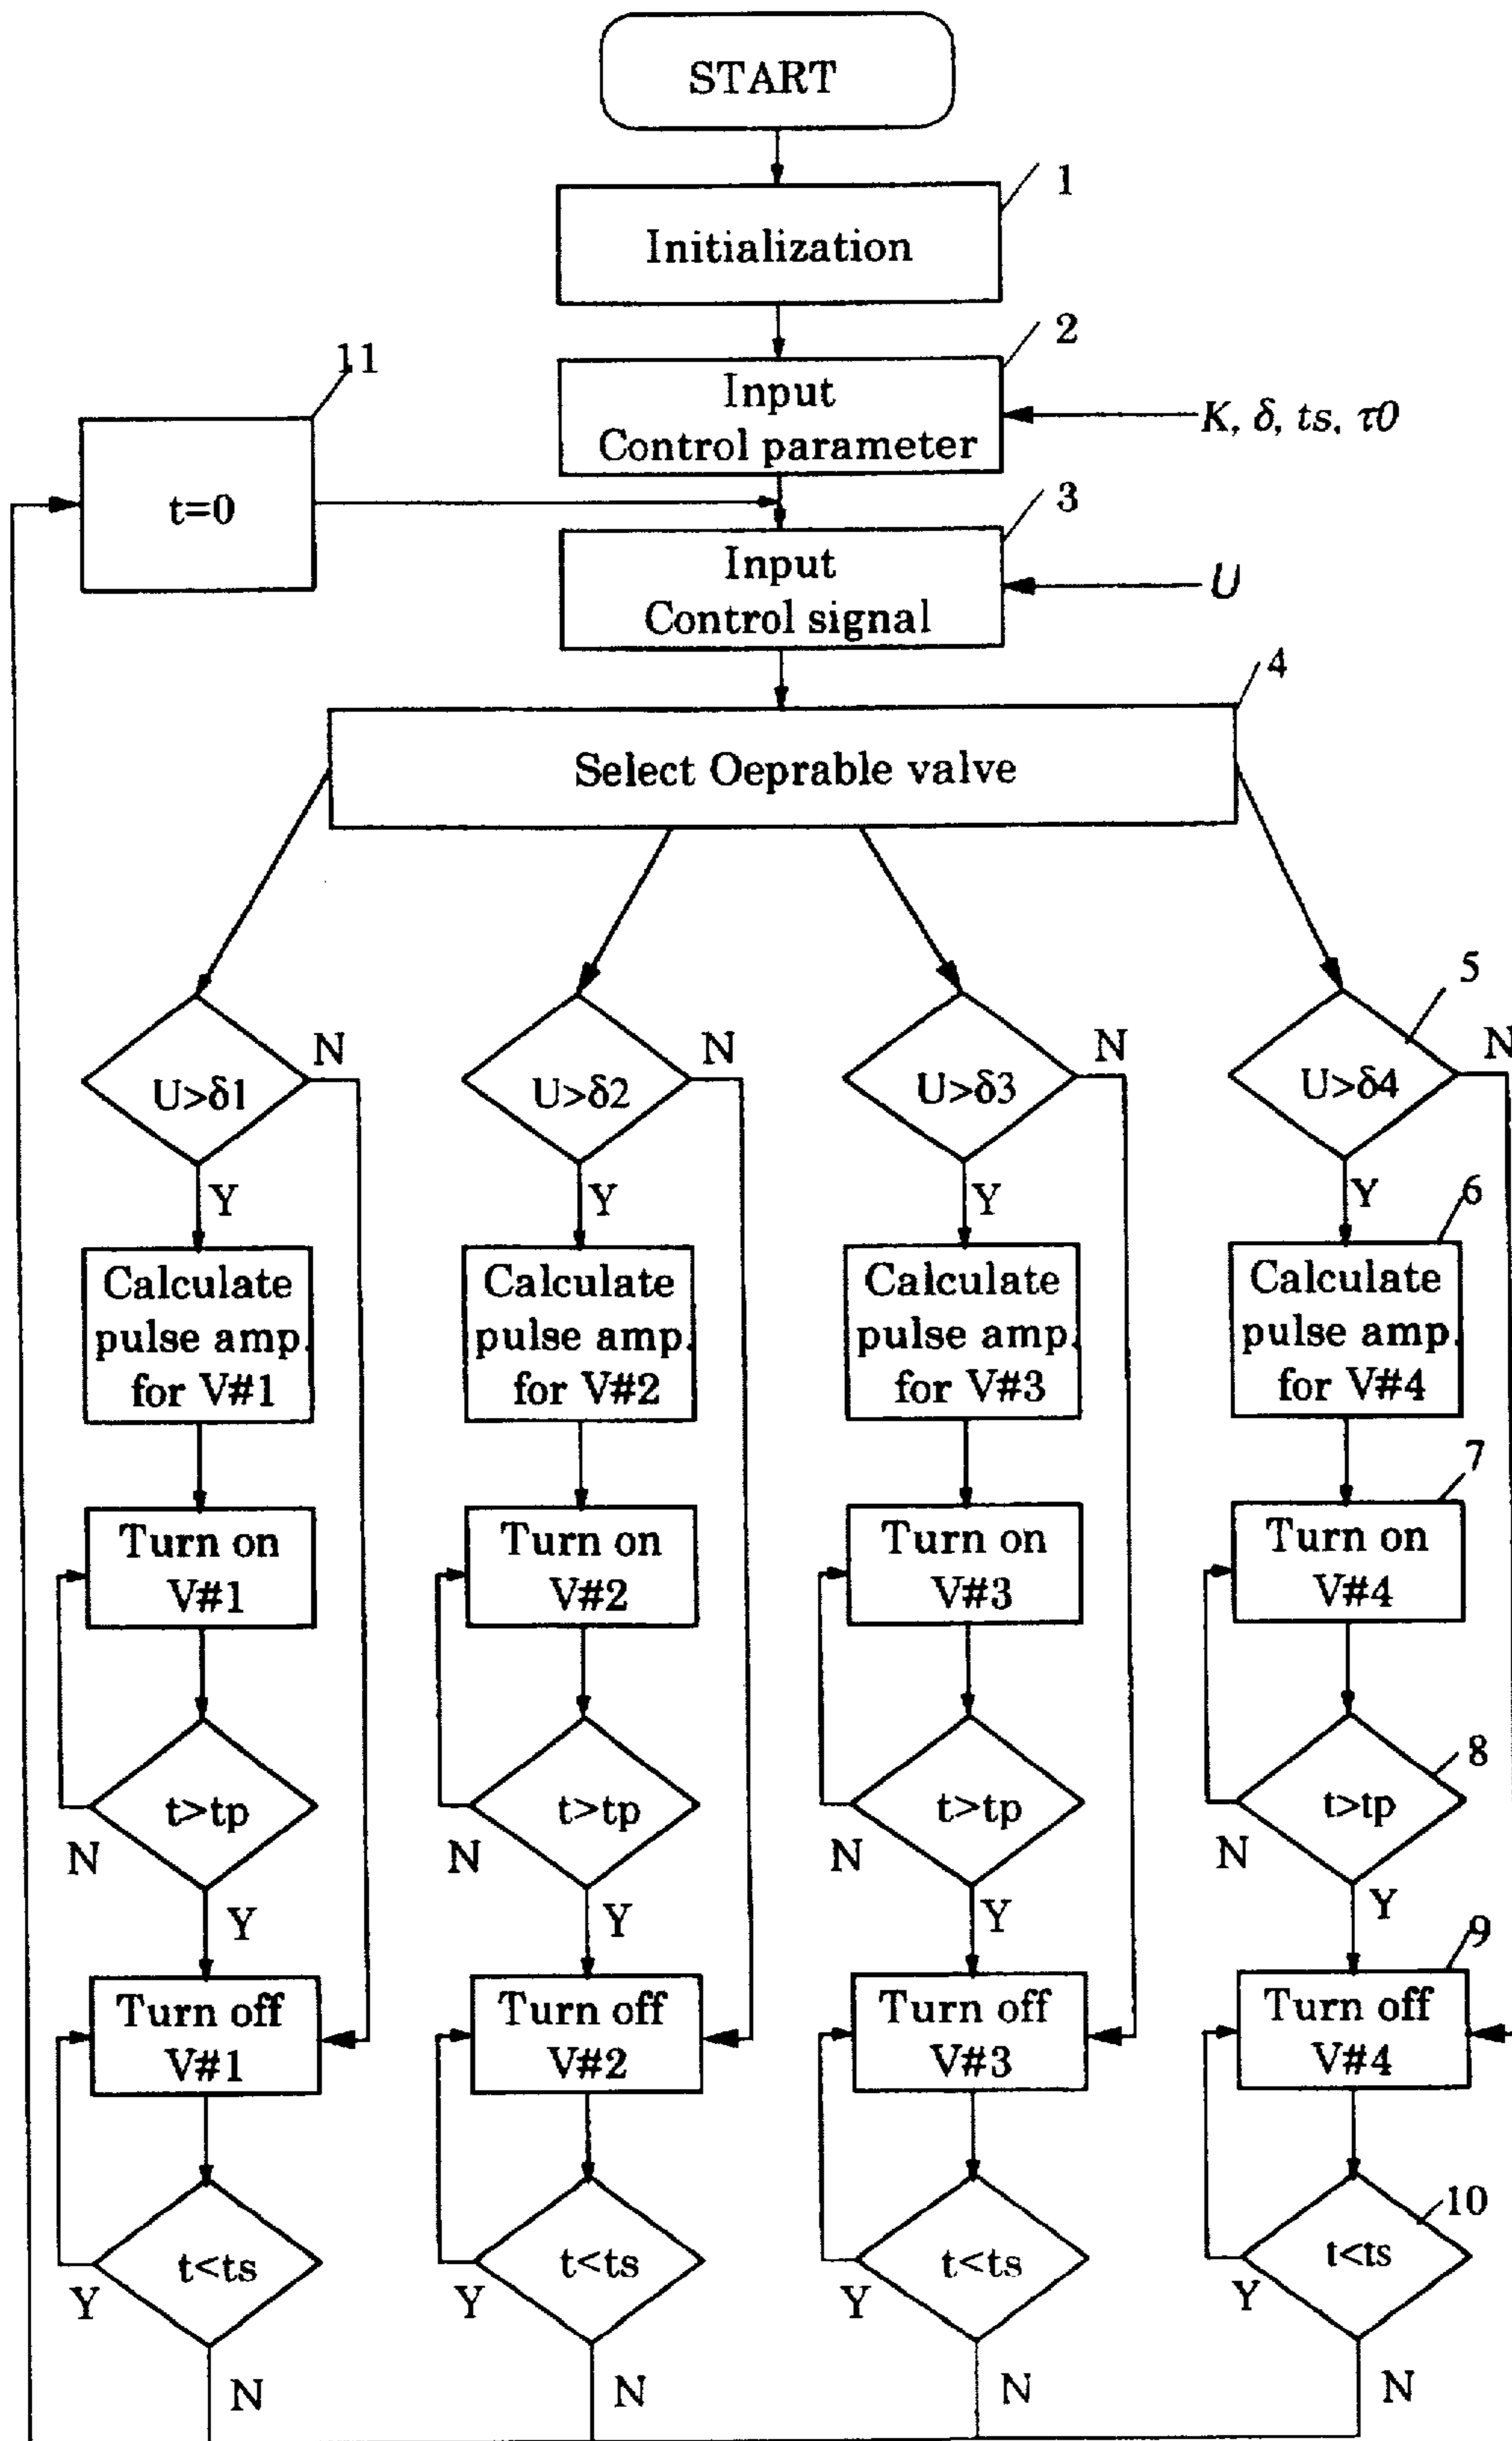 START
1
Initialization
2
Input
Control parameter
K, δ, ts, τ0
11
t=0
3
Input
Control signal
U
4
Select Oeprable valve
5
U>δ1
N
U>δ2
N
U>δ3
N
U>δ4
N
Y
Y
Y
Y
6
Calculate
pulse amp.
for V#1
Calculate
pulse amp.
for V#2
Calculate
pulse amp.
for V#3
Calculate
pulse amp.
for V#4
7
Turn on
V#1
Turn on
V#2
Turn on
V#3
Turn on
V#4
8
t>tp
t>tp
t>tp
t>tp
N
N
N
N
Y
Y
Y
Y
9
Turn off
V#1
Turn off
V#2
Turn off
V#3
Turn off
V#4
10
t<ts
t<ts
t<ts
t<ts
Y
Y
Y
Y
N
N
N
N